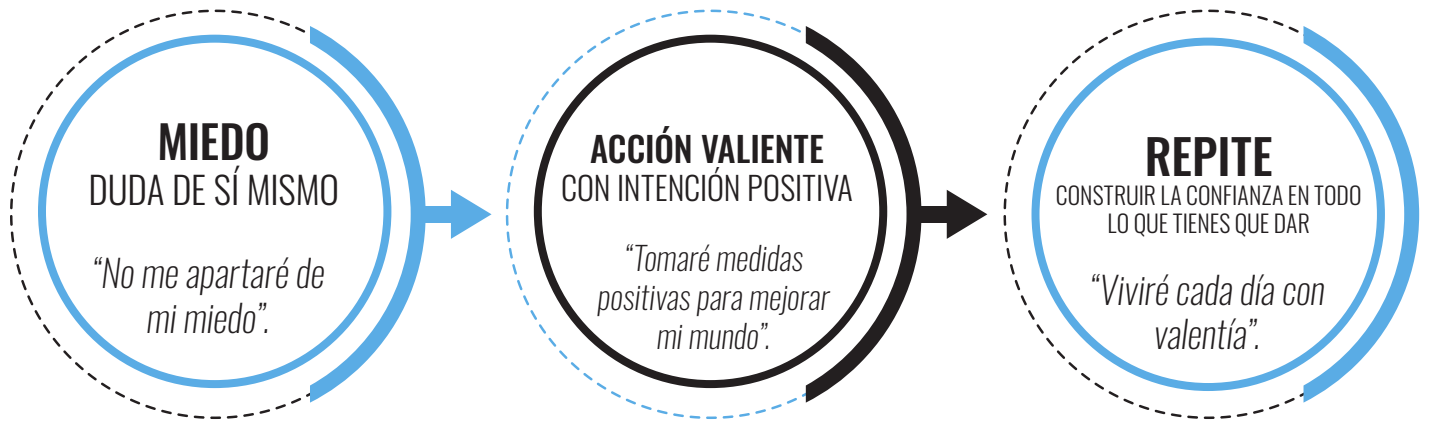 MIEDO
DUDA DE SÍ MISMO
“No me apartaré de
mi miedo”.
ACCIÓN VALIENTE
CON INTENCIÓN POSITIVA
“Tomaré medidas
positivas para mejorar
mi mundo”.
REPITE
CONSTRUIR LA CONFIANZA EN TODO
LO QUE TIENES QUE DAR
“Viviré cada día con
valentía”.